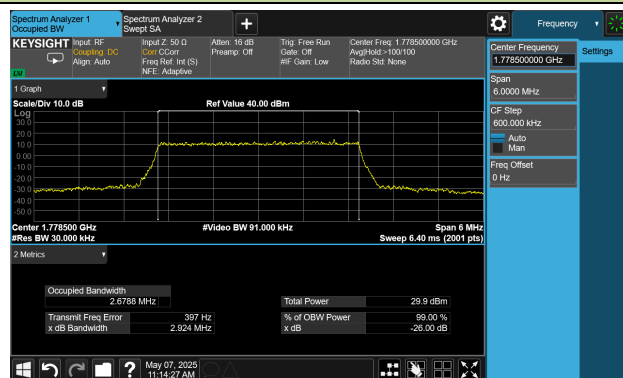 Spectrum Analyzer 1
Occupied BW
Spectrum Analyzer 2
Swept SA
+
Frequency
KEYSIGHT
Input: RF
Coupling: DC
Align: Auto
Input Z: 50 Ω
Corr CCorr
Freq Ref: Int (S)
NFE: Adaptive
Atten: 16 dB
Preamp: Off
Trig: Free Run
Gate: Off
#IF Gain: Low
Center Freq: 1.778500000 GHz
Avg|Hold:>100/100
Radio Std: None
LXI
Center Frequency
1.778500000 GHz
Settings
Span
6.0000 MHz
CF Step
600.000 kHz
Auto
Man
Freq Offset
0 Hz
1 Graph
Scale/Div 10.0 dB
Ref Value 40.00 dBm
Log
30.0
20.0
10.0
0.00
-10.0
-20.0
-30.0
-40.0
-50.0
Center 1.778500 GHz
#Video BW 91.000 kHz
Span 6 MHz
#Res BW 30.000 kHz
Sweep 6.40 ms (2001 pts)
2 Metrics
Occupied Bandwidth
2.6788 MHz
Total Power
29.9 dBm
Transmit Freq Error
397 Hz
% of OBW Power
99.00 %
x dB Bandwidth
2.924 MHz
x dB
-26.00 dB
?
May 07, 2025
11:14:27 AM